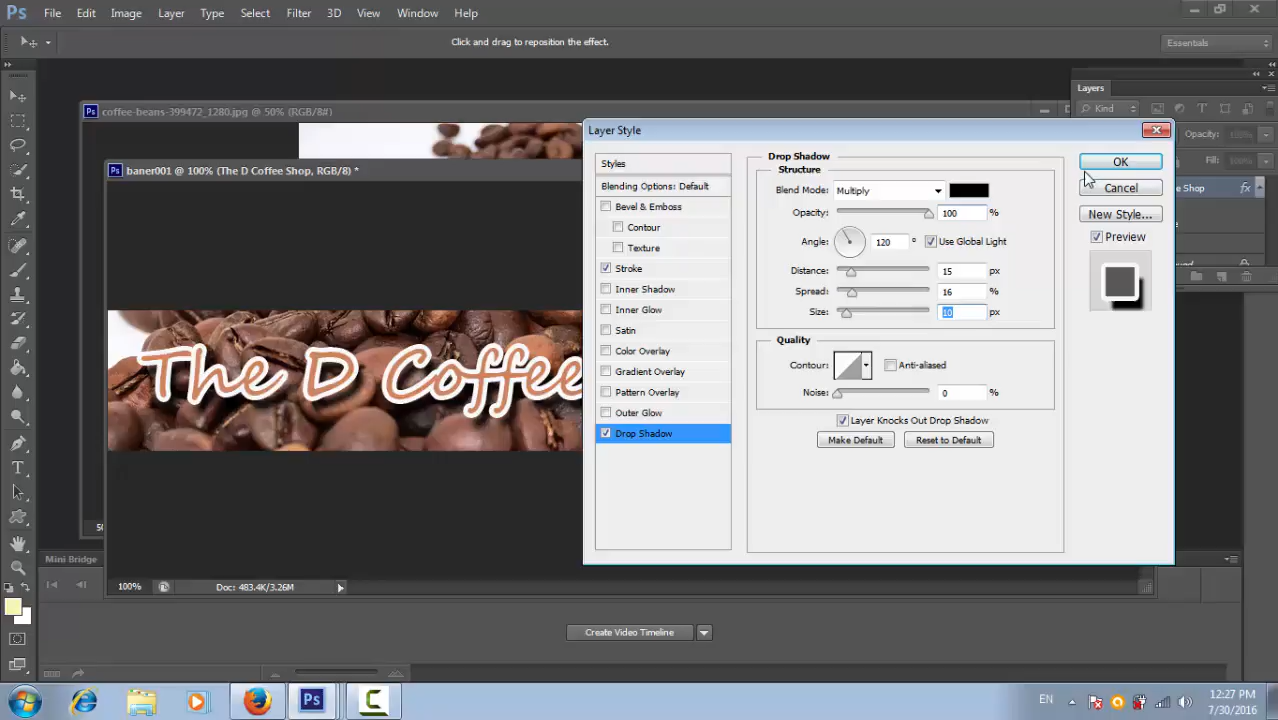 Ps File Edit Image Layer Type Select Filter 3D View Window Help
Click and drag to reposition the effect.
Essentials
Layers
Kind
Opacity: 100%
Fill: 100%
Ps coffee-beans-399472_1280.jpg @ 50% (RGB/8#)
Ps baner001 @ 100% (The D Coffee Shop, RGB/8#) *
The D Coffee
Layer Style
Styles
Blending Options: Default
Bevel & Emboss
Contour
Texture
Stroke
Inner Shadow
Inner Glow
Satin
Color Overlay
Gradient Overlay
Pattern Overlay
Outer Glow
Drop Shadow
Drop Shadow
Structure
Blend Mode: Multiply
Opacity: 100 %
Angle: 120 ° Use Global Light
Distance: 15 px
Spread: 16 %
Size: 10 px
Quality
Contour: Anti-aliased
Noise: 0 %
Layer Knocks Out Drop Shadow
Make Default Reset to Default
OK
Cancel
New Style...
Preview
e Shop fx
Mini Bridge
100% Doc: 483.4K/3.26M
Create Video Timeline
Ps
EN
12:27 PM
7/30/2016